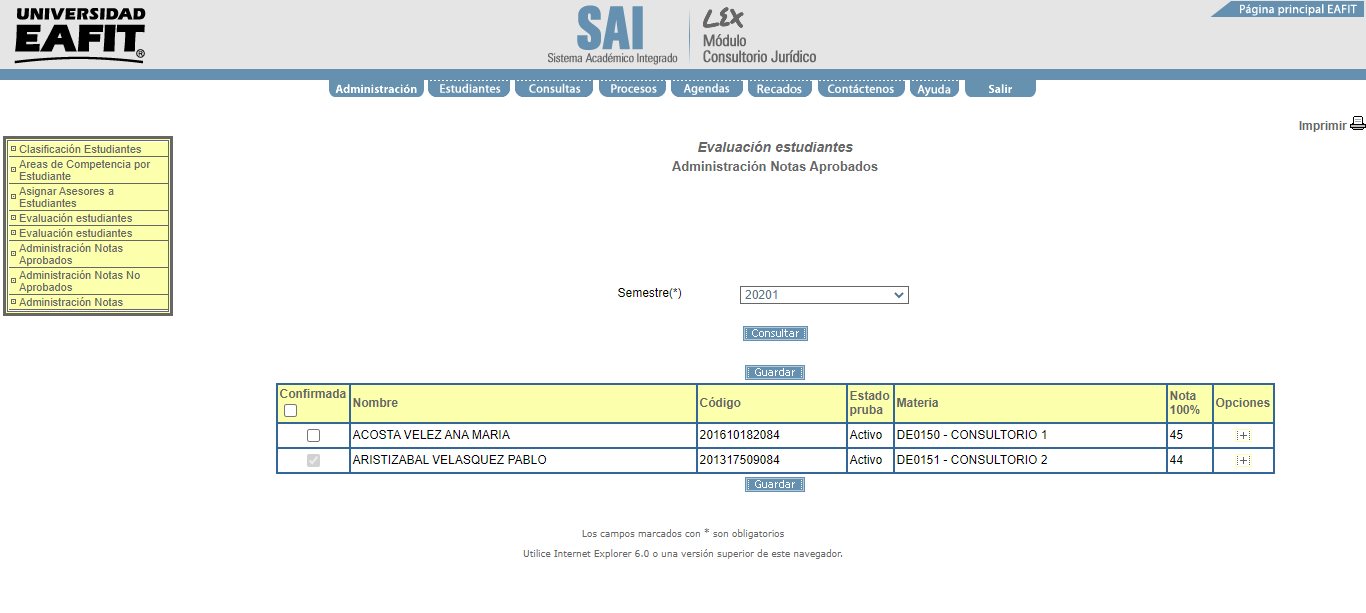 UNIVERSIDAD
EAFIT®
SAI
Sistema Académico Integrado
LEX
Módulo
Consultorio Jurídico
Página principal EAFIT
Administración Estudiantes Consultas Procesos Agendas Recados Contáctenos Ayuda Salir
Imprimir
Clasificación Estudiantes
Areas de Competencia por
Estudiante
Asignar Asesores a
Estudiantes
Evaluación estudiantes
Evaluación estudiantes
Administración Notas
Aprobados
Administración Notas No
Aprobados
Administración Notas
Evaluación estudiantes
Administración Notas Aprobados
Semestre(*) 20201
Consultar
Guardar
Confirmada Nombre Código Estado pruba Materia Nota 100% Opciones
ACOSTA VELEZ ANA MARIA 201610182084 Activo DE0150 - CONSULTORIO 1 45
ARISTIZABAL VELASQUEZ PABLO 201317509084 Activo DE0151 - CONSULTORIO 2 44
Guardar
Los campos marcados con * son obligatorios
Utilice Internet Explorer 6.0 o una versión superior de este navegador.